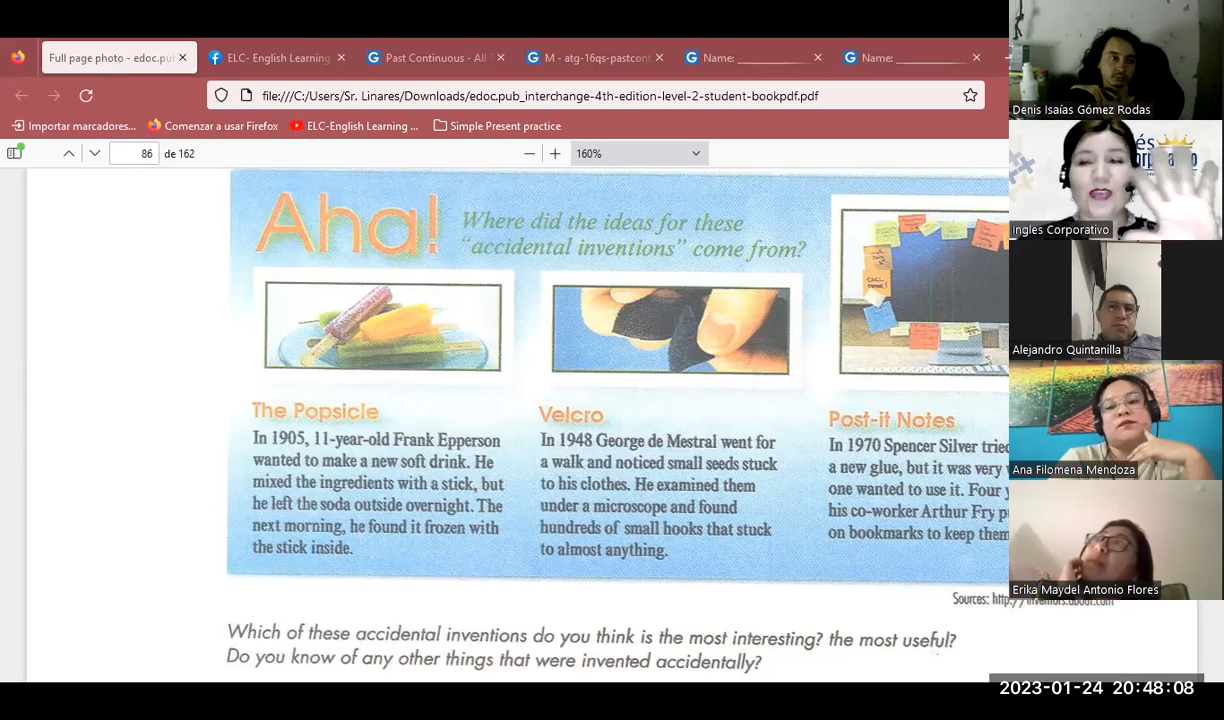 Full page photo - edoc.pu
ELC- English Learning
Past Continuous - All T
M - atg-16qs-pastcont
Name: ____________
Name: ____________
file:///C:/Users/Sr. Linares/Downloads/edoc.pub_interchange-4th-edition-level-2-student-bookpdf.pdf
Importar marcadores...
Comenzar a usar Firefox
ELC-English Learning ...
Simple Present practice
86 de 162
160%
Aha!
Where did the ideas for these
"accidental inventions" come from?
The Popsicle
In 1905, 11-year-old Frank Epperson
wanted to make a new soft drink. He
mixed the ingredients with a stick, but
he left the soda outside overnight. The
next morning, he found it frozen with
the stick inside.
Velcro
In 1948 George de Mestral went for
a walk and noticed small seeds stuck
to his clothes. He examined them
under a microscope and found
hundreds of small hooks that stuck
to almost anything.
Post-it Notes
In 1970 Spencer Silver tried
a new glue, but it was very
one wanted to use it. Four
his co-worker Arthur Fry p
on bookmarks to keep them
Sources: http://inventors.about.com
Which of these accidental inventions do you think is the most interesting? the most useful?
Do you know of any other things that were invented accidentally?
Denis Isaías Gómez Rodas
Ingles Corporativo
Alejandro Quintanilla
Ana Filomena Mendoza
Erika Maydel Antonio Flores
2023-01-24 20:48:08